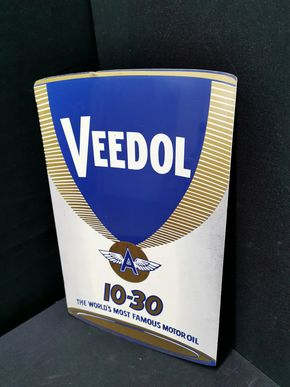 VEEDOL
A
10-30
THE WORLD'S MOST FAMOUS MOTOR OIL